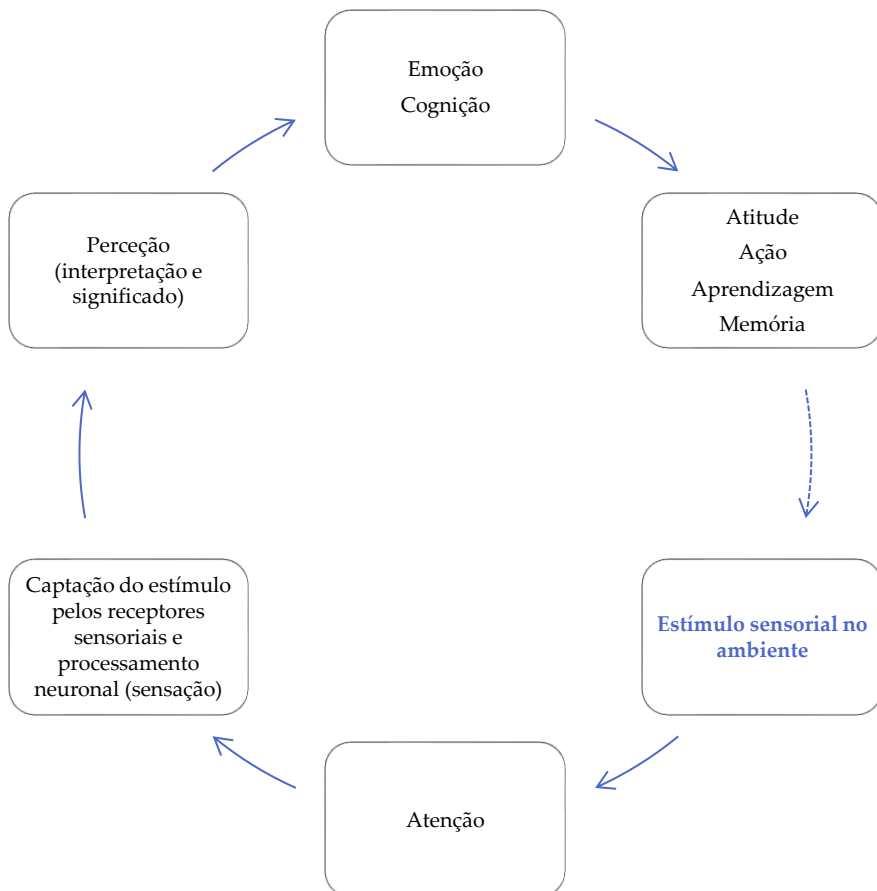 Emoção
Cognição
Perceção
(interpretação e
significado)
Atitude
Ação
Aprendizagem
Memória
Captação do estímulo
pelos receptores
sensoriais e
processamento
neuronal (sensação)
Estímulo sensorial no
ambiente
Atenção